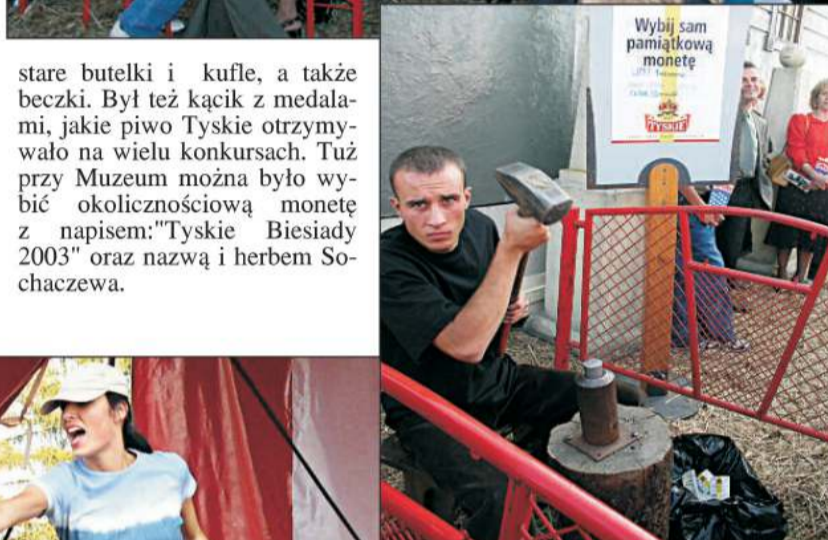 stare butelki i kufle, a także
beczki. Był też kącik z medala-
mi, jakie piwo Tyskie otrzymy-
wało na wielu konkursach. Tuż
przy Muzeum można było wy-
bić okolicznościową monetę
z napisem:"Tyskie Biesiady
2003" oraz nazwą i herbem So-
chaczewa.
Wybij sam
pamiątkową
monetę
TYSKIE